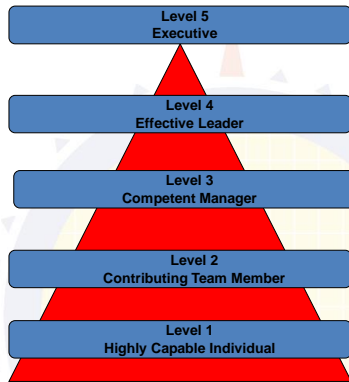 Level 5
Executive
Level 4
Effective Leader
Level 3
Competent Manager
Level 2
Contributing Team Member
Level 1
Highly Capable Individual